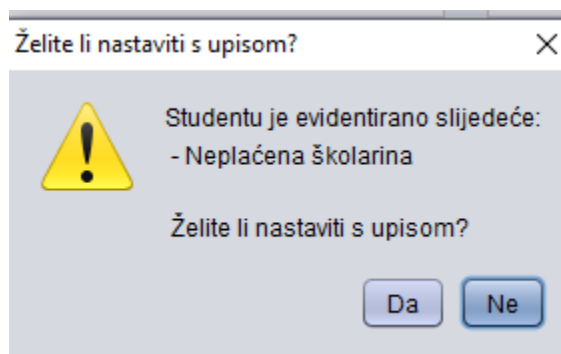 Želite li nastaviti s upisom?
Studentu je evidentirano slijedeće:
- Neplaćena školarina
Želite li nastaviti s upisom?
Da Ne